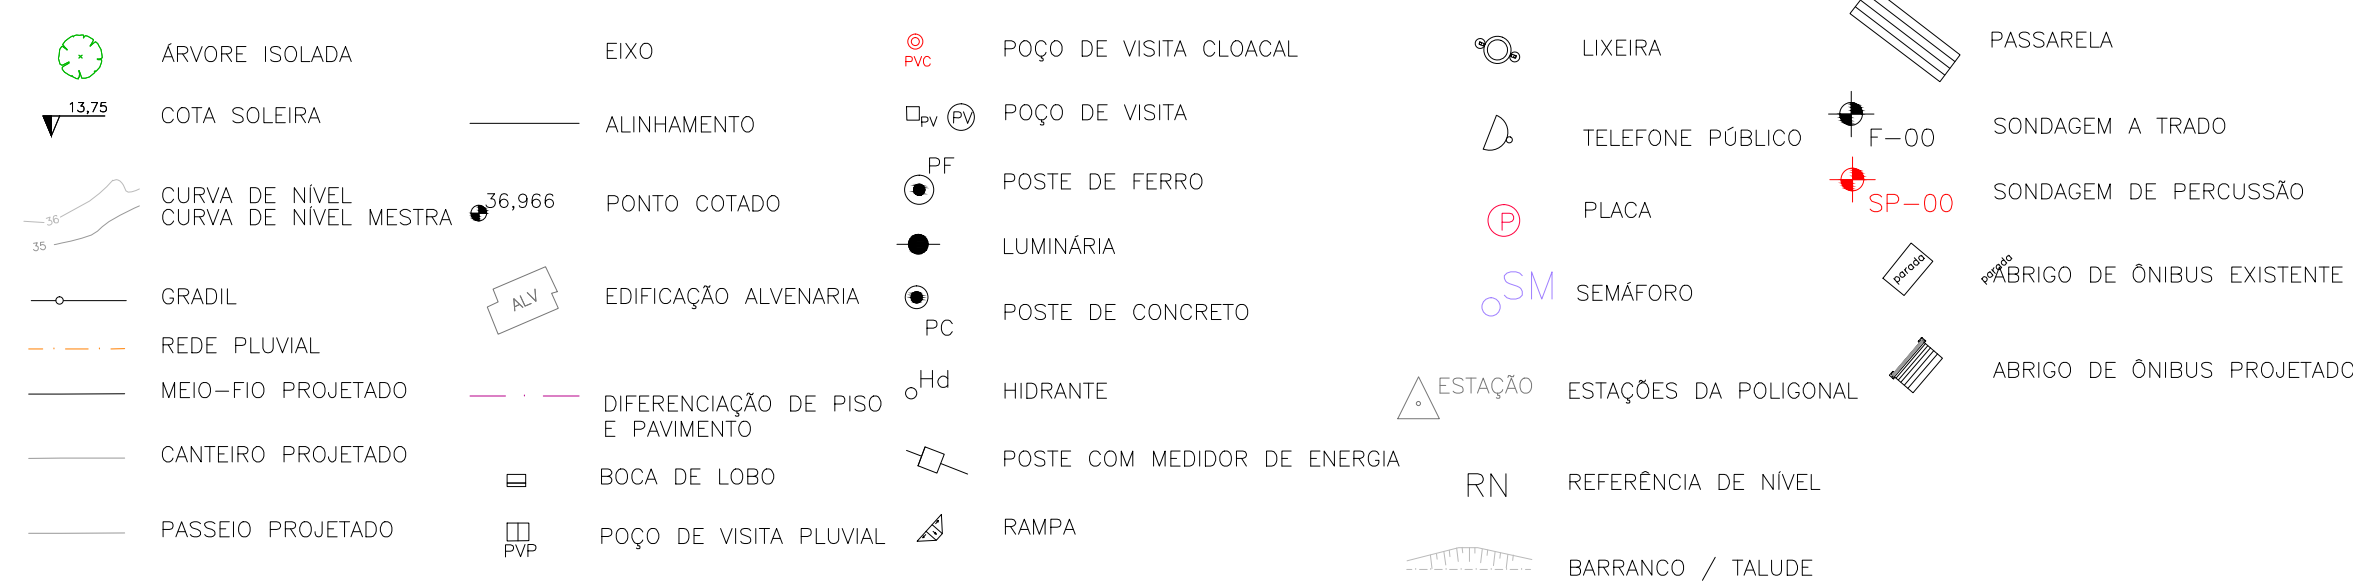 ÁRVORE ISOLADA
13,75
COTA SOLEIRA
36
35
CURVA DE NÍVEL
CURVA DE NÍVEL MESTRA
GRADIL
REDE PLUVIAL
MEIO-FIO PROJETADO
CANTEIRO PROJETADO
PASSEIO PROJETADO
EIXO
ALINHAMENTO
36,966
PONTO COTADO
ALV
EDIFICAÇÃO ALVENARIA
DIFERENCIAÇÃO DE PISO
E PAVIMENTO
BOCA DE LOBO
PVP
POÇO DE VISITA PLUVIAL
PVC
POÇO DE VISITA CLOACAL
PV
PV
POÇO DE VISITA
PF
POSTE DE FERRO
LUMINÁRIA
PC
POSTE DE CONCRETO
Hd
HIDRANTE
POSTE COM MEDIDOR DE ENERGIA
RAMPA
LIXEIRA
TELEFONE PÚBLICO
P
PLACA
SM
SEMÁFORO
ESTAÇÃO
ESTAÇÕES DA POLIGONAL
RN
REFERÊNCIA DE NÍVEL
BARRANCO / TALUDE
PASSARELA
F-00
SONDAGEM A TRADO
SP-00
SONDAGEM DE PERCUSSÃO
parada
parada
ABRIGO DE ÔNIBUS EXISTENTE
ABRIGO DE ÔNIBUS PROJETADO